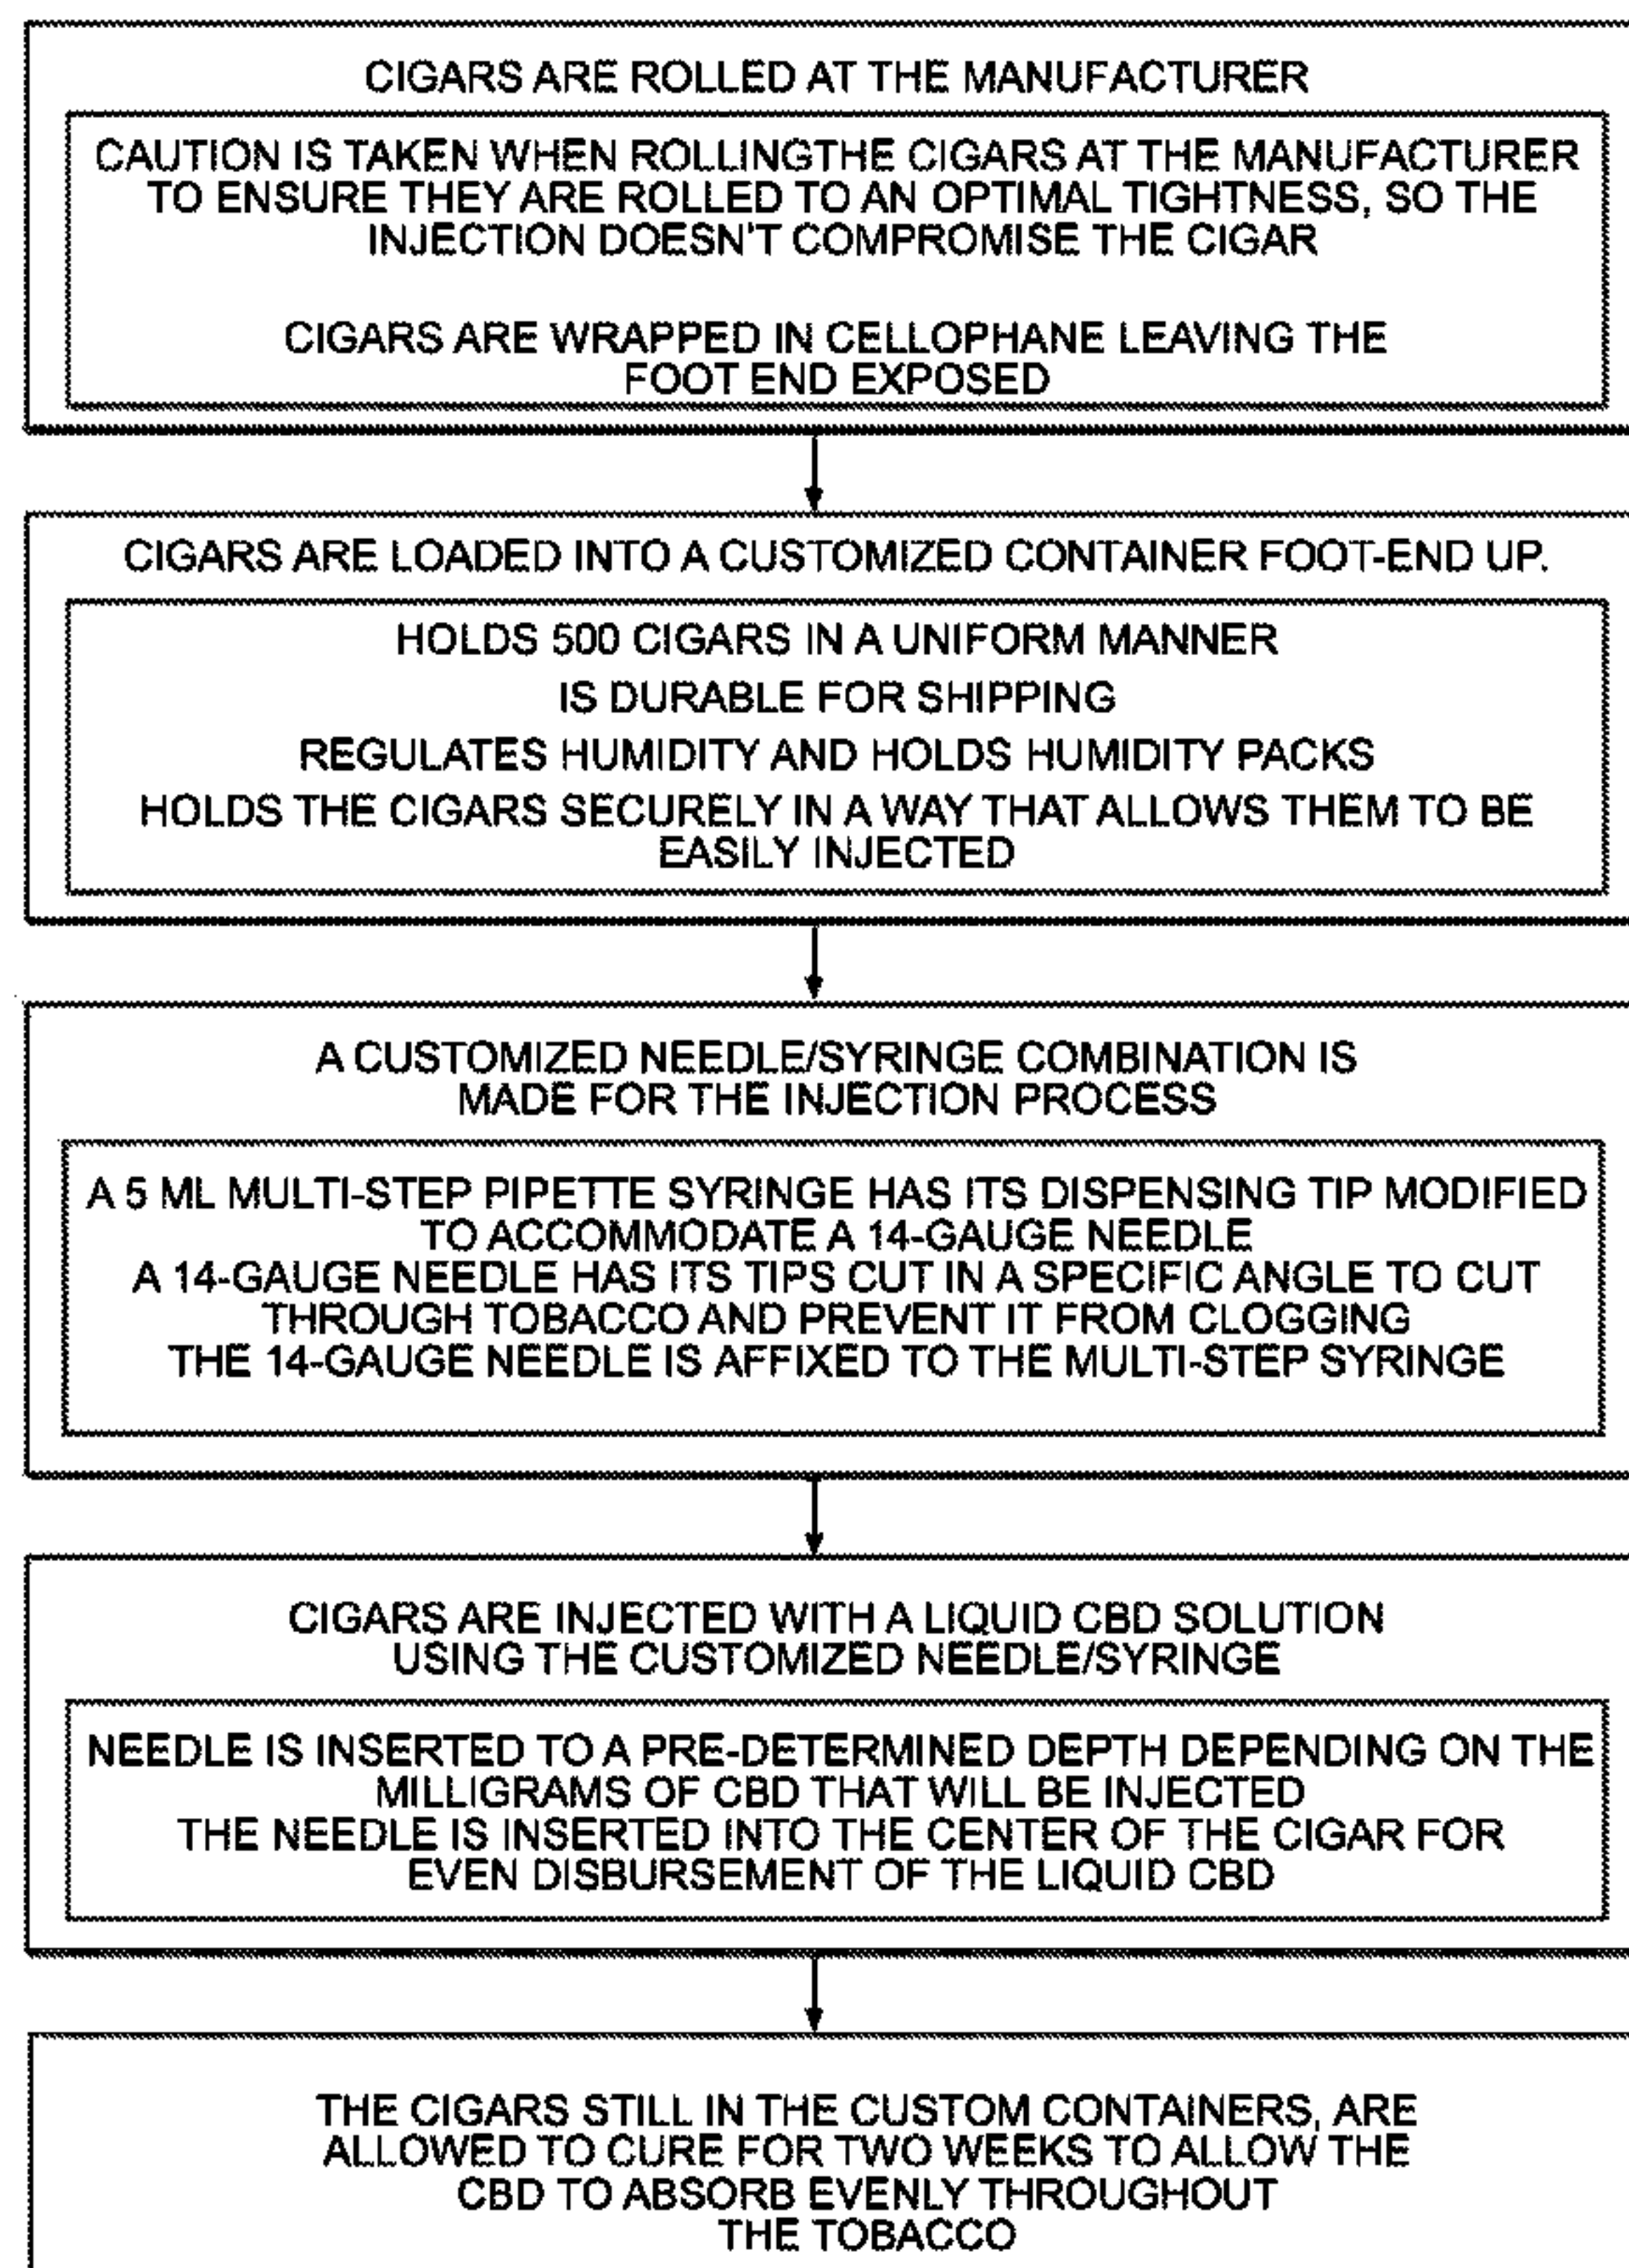 CIGARS ARE ROLLED AT THE MANUFACTURER
CAUTION IS TAKEN WHEN ROLLINGTHE CIGARS AT THE MANUFACTURER
TO ENSURE THEY ARE ROLLED TO AN OPTIMAL TIGHTNESS, SO THE
INJECTION DOESN'T COMPROMISE THE CIGAR
CIGARS ARE WRAPPED IN CELLOPHANE LEAVING THE
FOOT END EXPOSED
CIGARS ARE LOADED INTO A CUSTOMIZED CONTAINER FOOT-END UP.
HOLDS 500 CIGARS IN A UNIFORM MANNER
IS DURABLE FOR SHIPPING
REGULATES HUMIDITY AND HOLDS HUMIDITY PACKS
HOLDS THE CIGARS SECURELY IN A WAY THAT ALLOWS THEM TO BE
EASILY INJECTED
A CUSTOMIZED NEEDLE/SYRINGE COMBINATION IS
MADE FOR THE INJECTION PROCESS
A 5 ML MULTI-STEP PIPETTE SYRINGE HAS ITS DISPENSING TIP MODIFIED
TO ACCOMMODATE A 14-GAUGE NEEDLE
A 14-GAUGE NEEDLE HAS ITS TIPS CUT IN A SPECIFIC ANGLE TO CUT
THROUGH TOBACCO AND PREVENT IT FROM CLOGGING
THE 14-GAUGE NEEDLE IS AFFIXED TO THE MULTI-STEP SYRINGE
CIGARS ARE INJECTED WITH A LIQUID CBD SOLUTION
USING THE CUSTOMIZED NEEDLE/SYRINGE
NEEDLE IS INSERTED TO A PRE-DETERMINED DEPTH DEPENDING ON THE
MILLIGRAMS OF CBD THAT WILL BE INJECTED
THE NEEDLE IS INSERTED INTO THE CENTER OF THE CIGAR FOR
EVEN DISBURSEMENT OF THE LIQUID CBD
THE CIGARS STILL IN THE CUSTOM CONTAINERS, ARE
ALLOWED TO CURE FOR TWO WEEKS TO ALLOW THE
CBD TO ABSORB EVENLY THROUGHOUT
THE TOBACCO